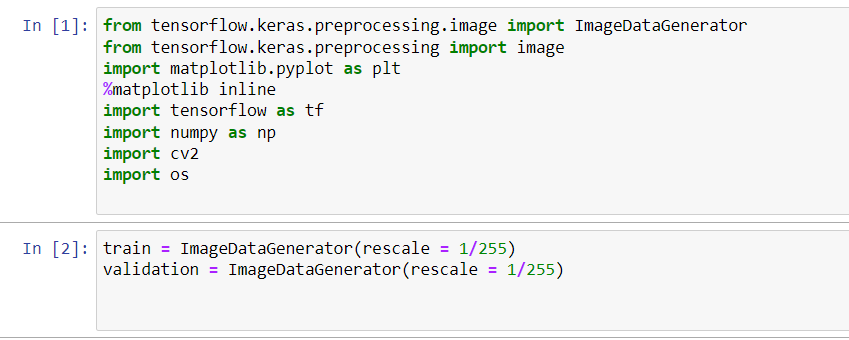 In [1]: from tensorflow.keras.preprocessing.image import ImageDataGenerator
from tensorflow.keras.preprocessing import image
import matplotlib.pyplot as plt
%matplotlib inline
import tensorflow as tf
import numpy as np
import cv2
import os
In [2]: train = ImageDataGenerator(rescale = 1/255)
validation = ImageDataGenerator(rescale = 1/255)